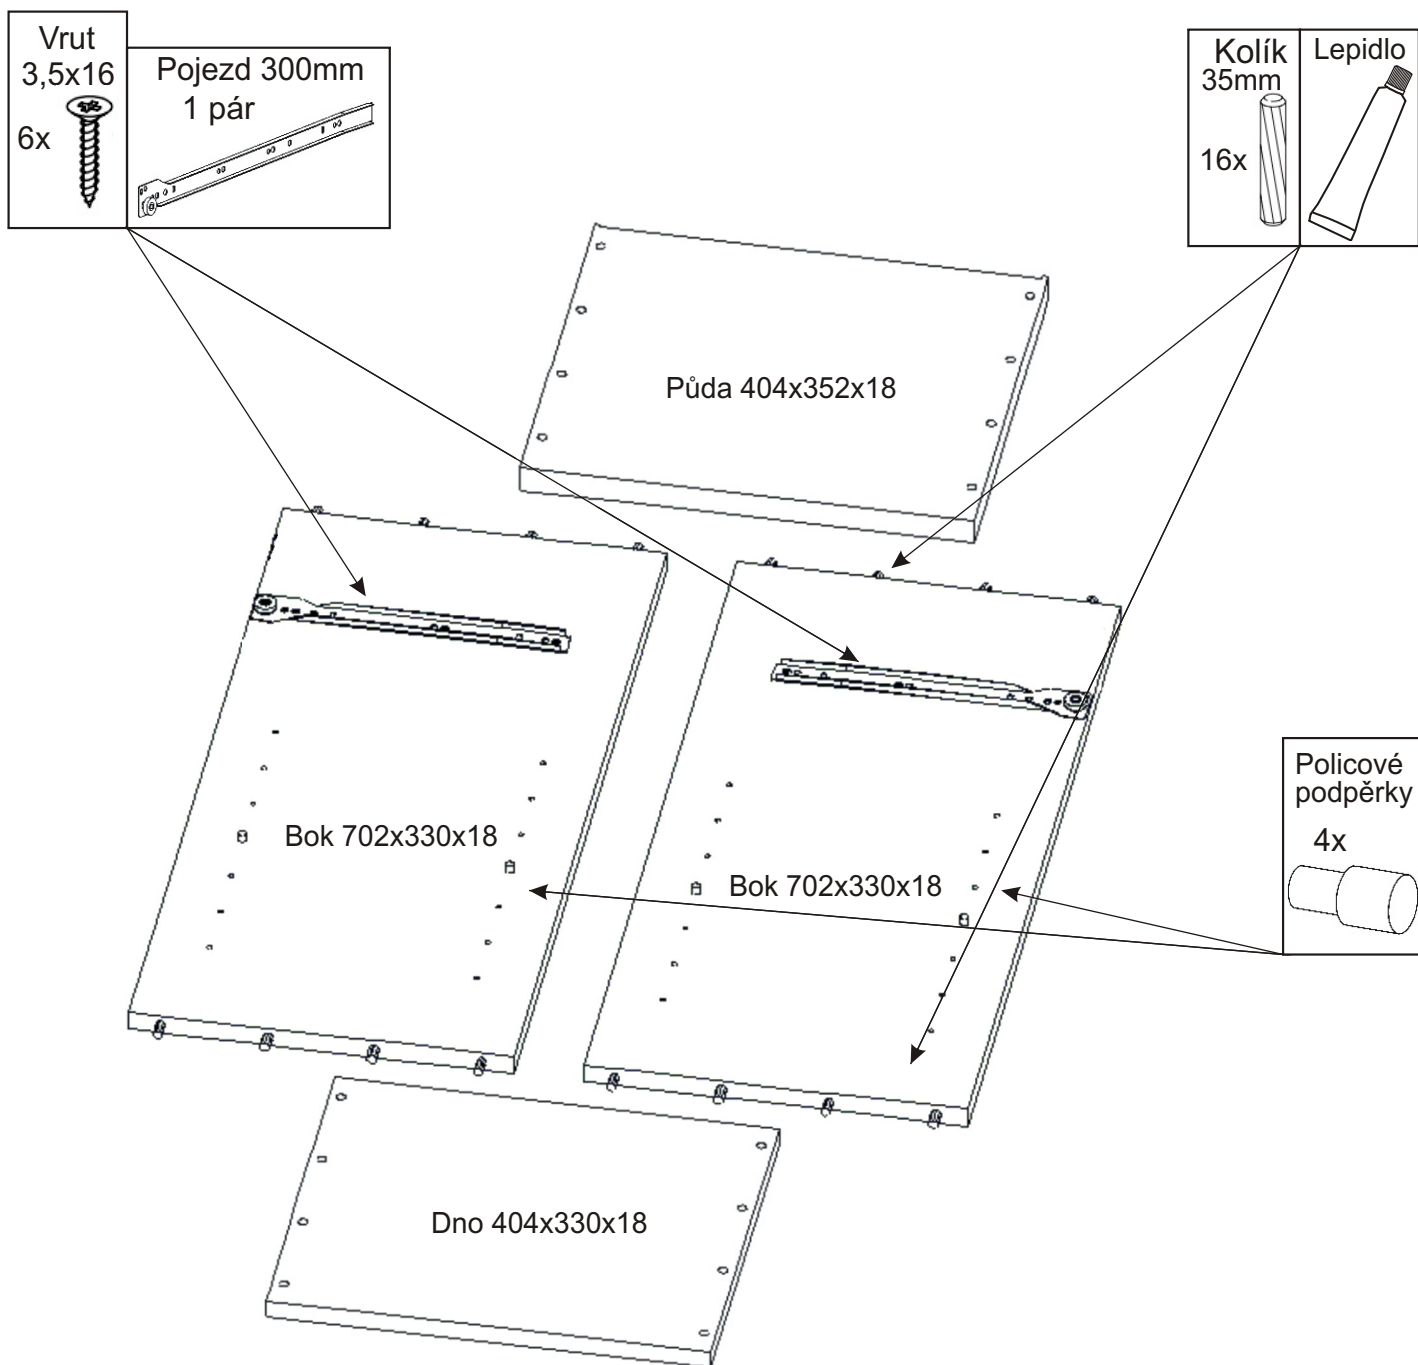 Vrut
3,5x16
6x
Pojezd 300mm
1 pár
Kolík
35mm
16x
Lepidlo
Půda 404x352x18
Bok 702x330x18
Bok 702x330x18
Policové
podpěrky
4x
Dno 404x330x18